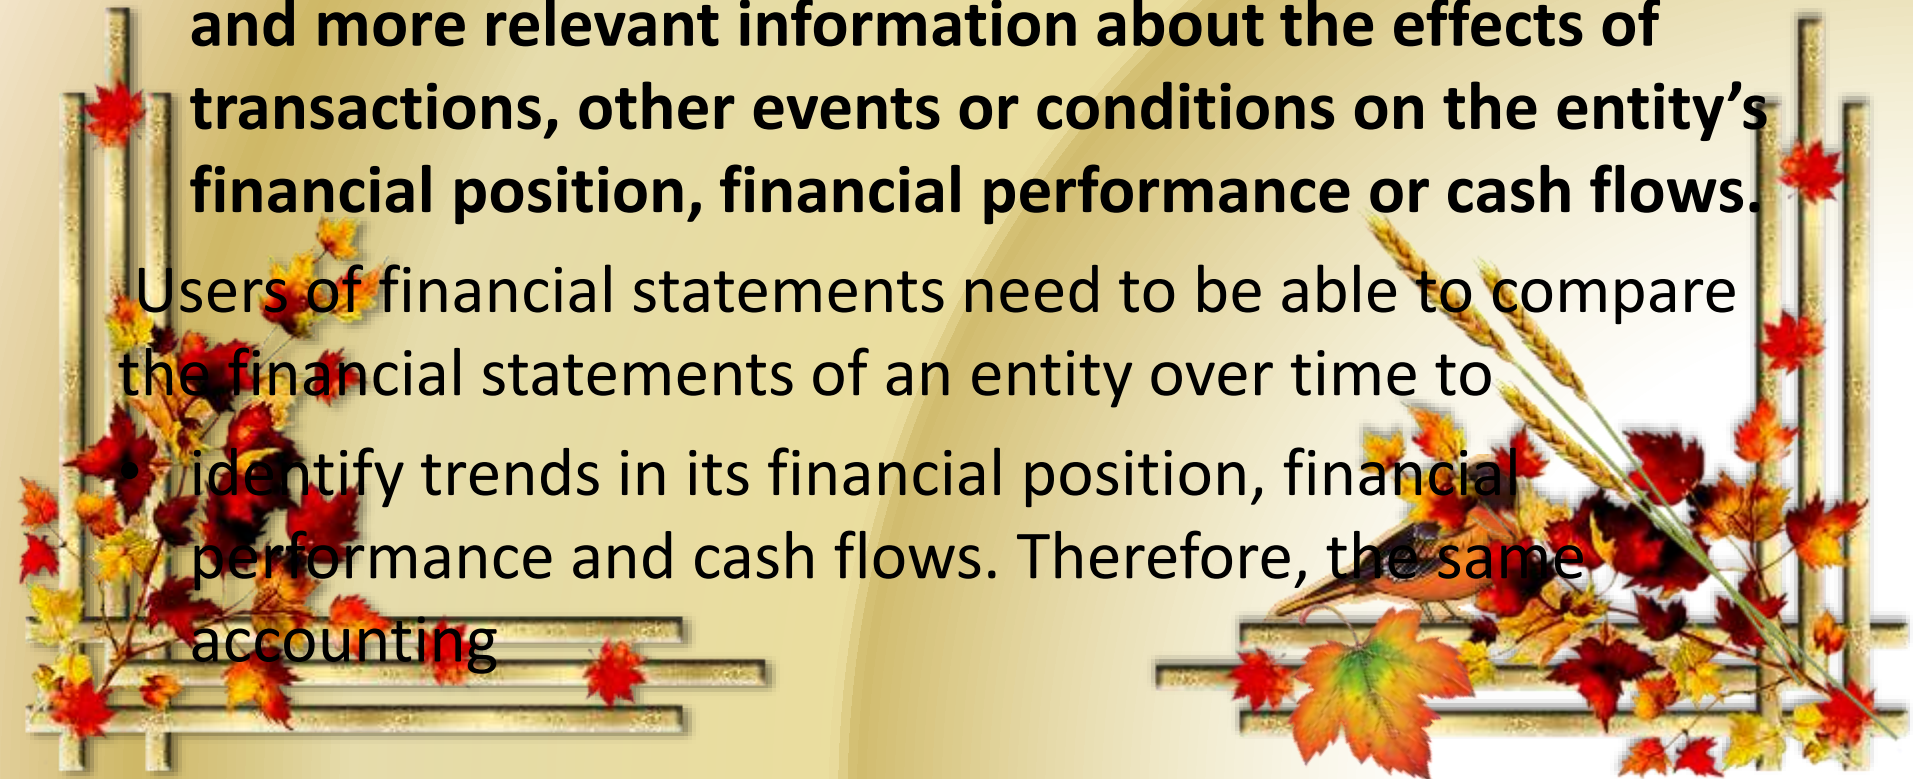 and more relevant information about the effects of
transactions, other events or conditions on the entity’s
financial position, financial performance or cash flows.
Users of financial statements need to be able to compare
the financial statements of an entity over time to
• identify trends in its financial position, financial
performance and cash flows. Therefore, the same
accounting